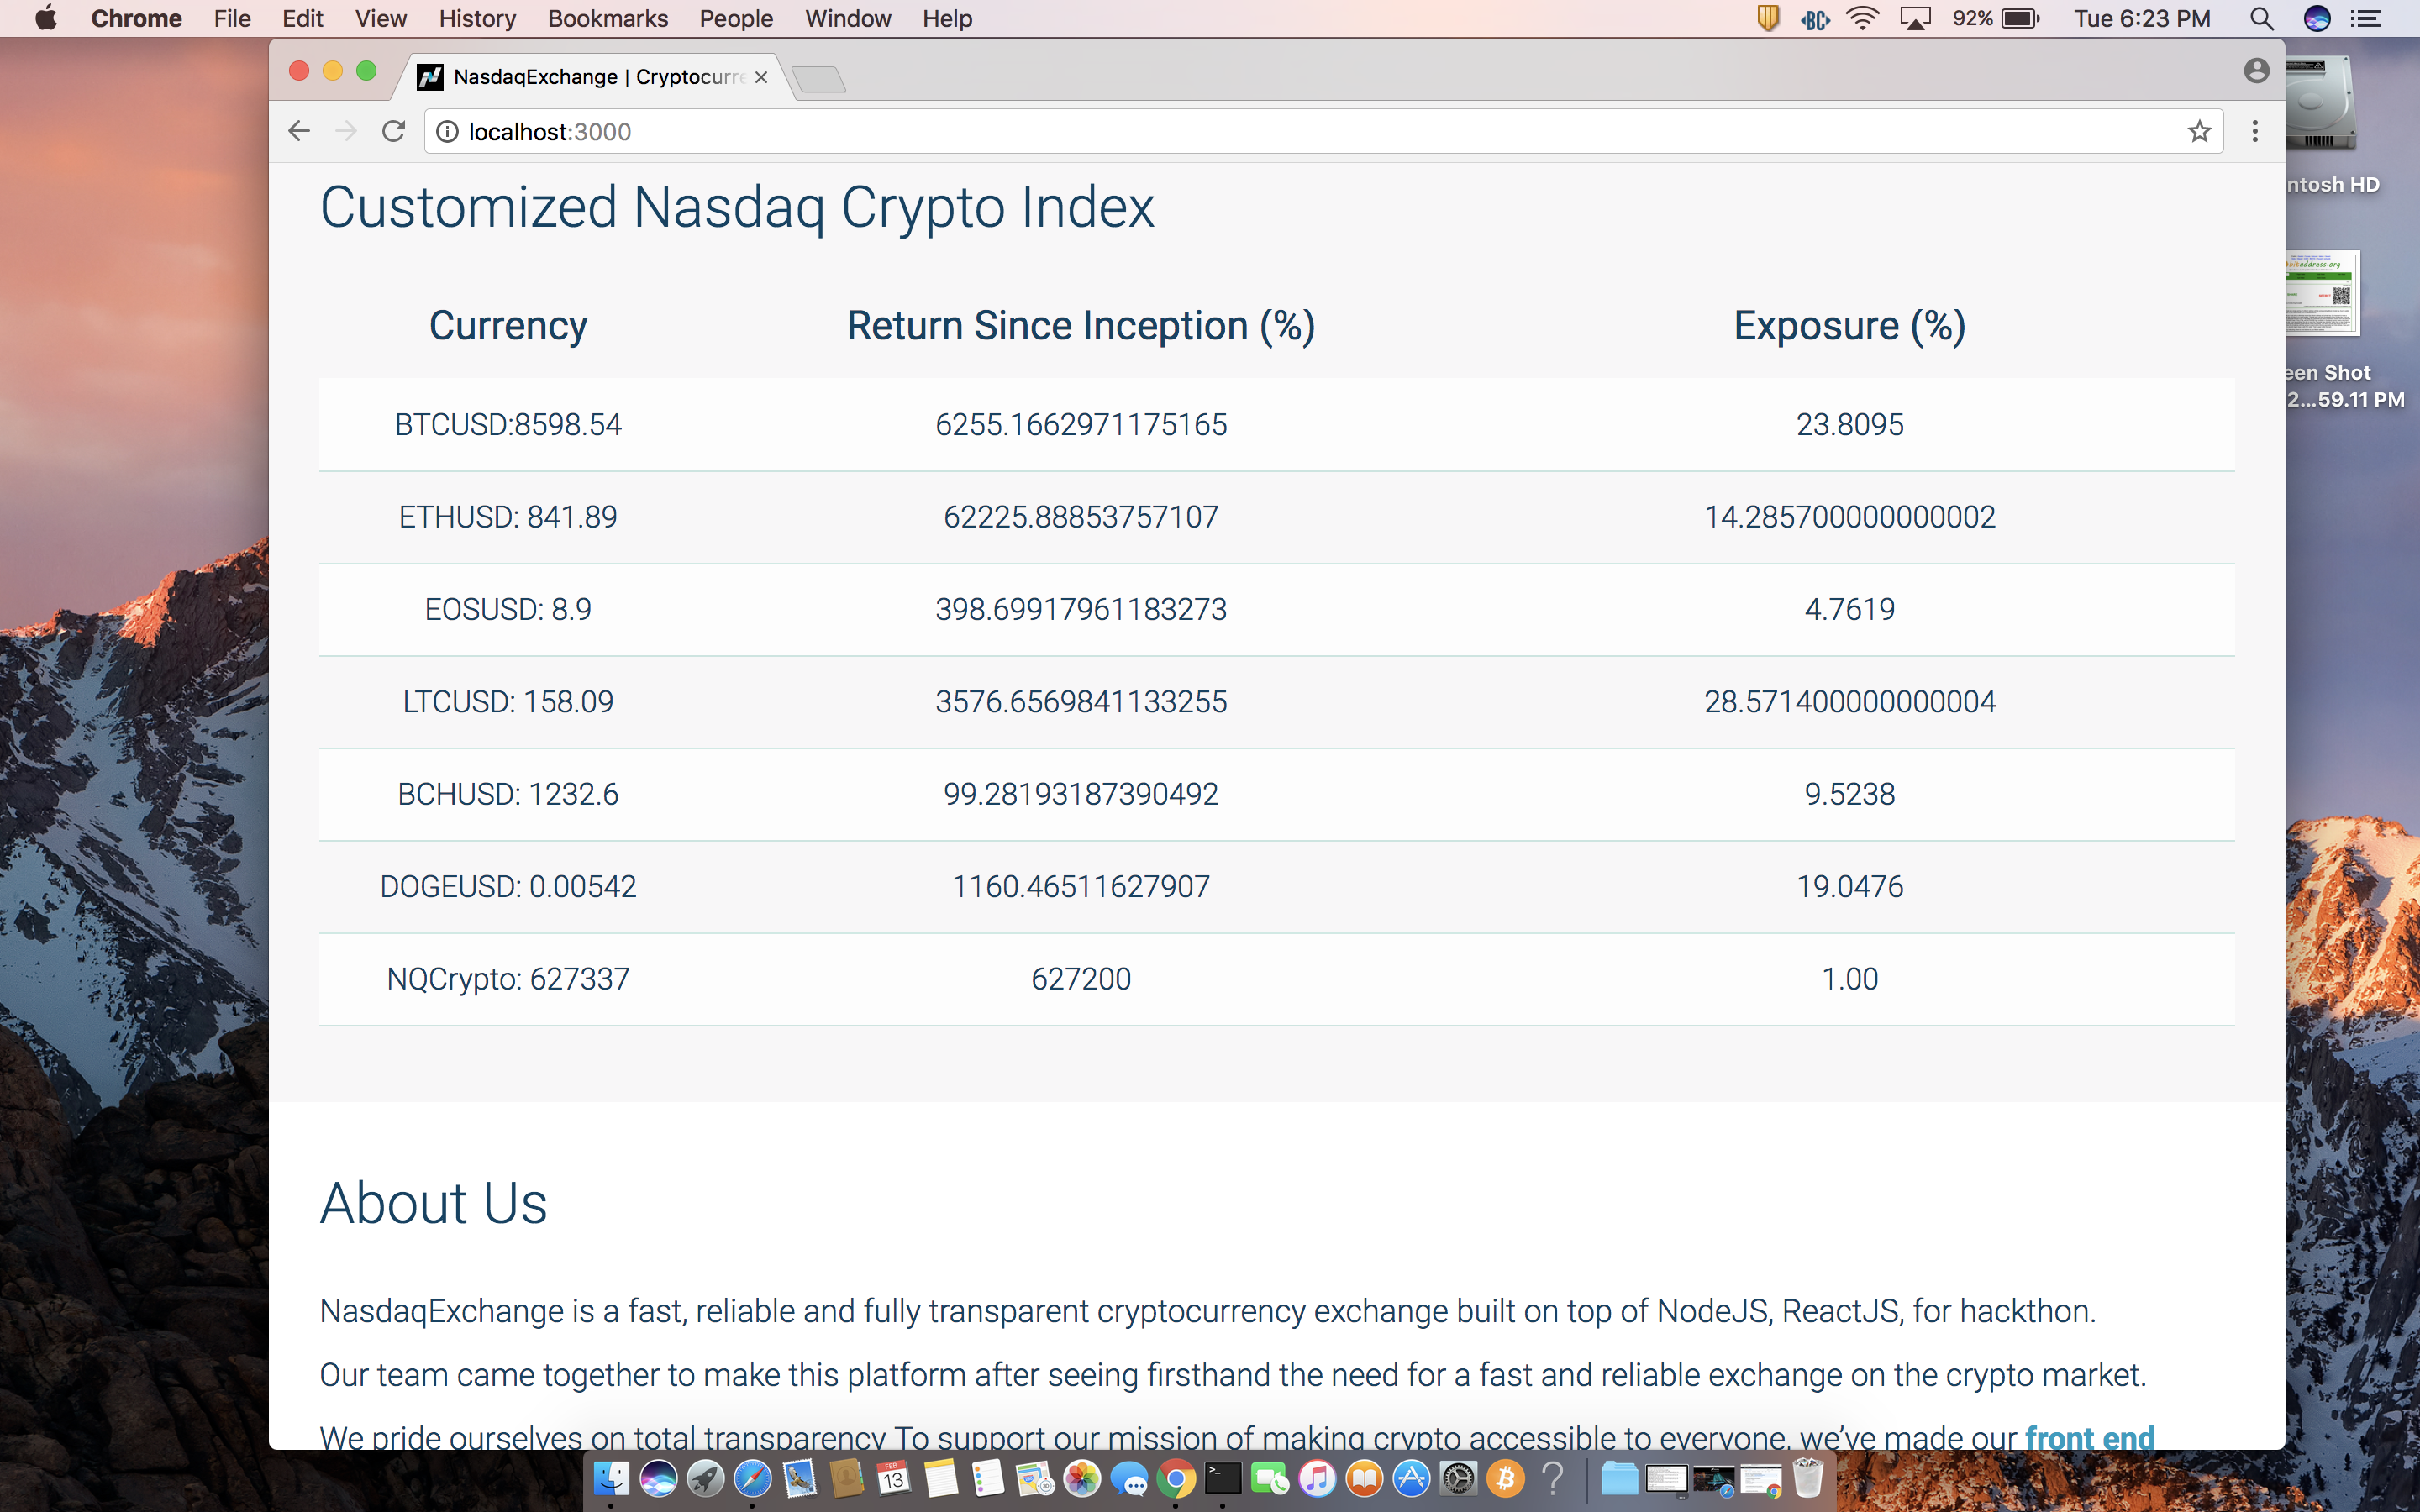 Chrome File Edit View History Bookmarks People Window Help BC 92% Tue 6:23 PM
NasdaqExchange | Cryptocurre
localhost:3000
Customized Nasdaq Crypto Index
Currency Return Since Inception (%) Exposure (%)
BTCUSD:8598.54 6255.1662971175165 23.8095
ETHUSD: 841.89 62225.88853757107 14.285700000000002
EOSUSD: 8.9 398.69917961183273 4.7619
LTCUSD: 158.09 3576.6569841133255 28.571400000000004
BCHUSD: 1232.6 99.28193187390492 9.5238
DOGEUSD: 0.00542 1160.46511627907 19.0476
NQCrypto: 627337 627200 1.00
About Us
NasdaqExchange is a fast, reliable and fully transparent cryptocurrency exchange built on top of NodeJS, ReactJS, for hackthon.
Our team came together to make this platform after seeing firsthand the need for a fast and reliable exchange on the crypto market.
We pride ourselves on total transparency To support our mission of making crypto accessible to everyone, we've made our front end
ntosh HD
bitaddress.org
een Shot
2...59.11 PM
FEB
13